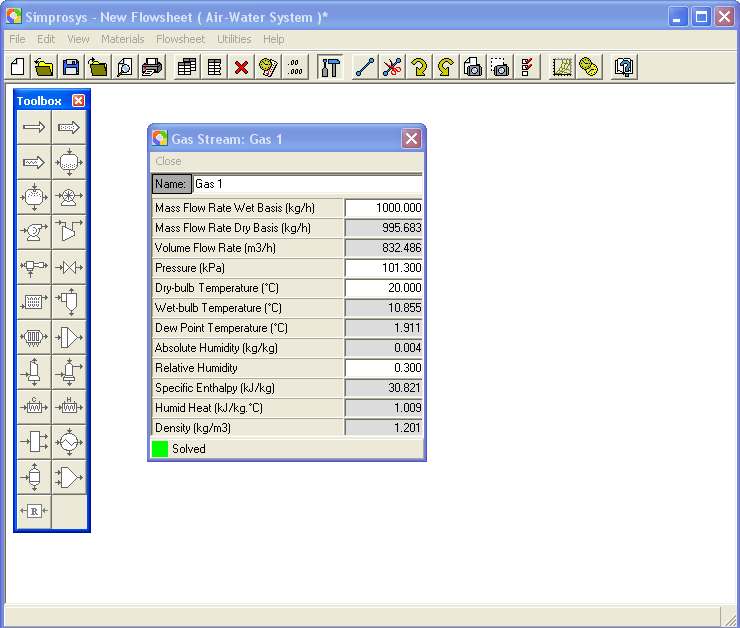 Simprosys - New Flowsheet ( Air-Water System )*
File Edit View Materials Flowsheet Utilities Help
.00
.000
Toolbox
C
H
R
Gas Stream: Gas 1
Close
Name: Gas 1
Mass Flow Rate Wet Basis (kg/h) 1000.000
Mass Flow Rate Dry Basis (kg/h) 995.683
Volume Flow Rate (m3/h) 832.486
Pressure (kPa) 101.300
Dry-bulb Temperature (°C) 20.000
Wet-bulb Temperature (°C) 10.855
Dew Point Temperature (°C) 1.911
Absolute Humidity (kg/kg) 0.004
Relative Humidity 0.300
Specific Enthalpy (kJ/kg) 30.821
Humid Heat (kJ/kg.°C) 1.009
Density (kg/m3) 1.201
Solved